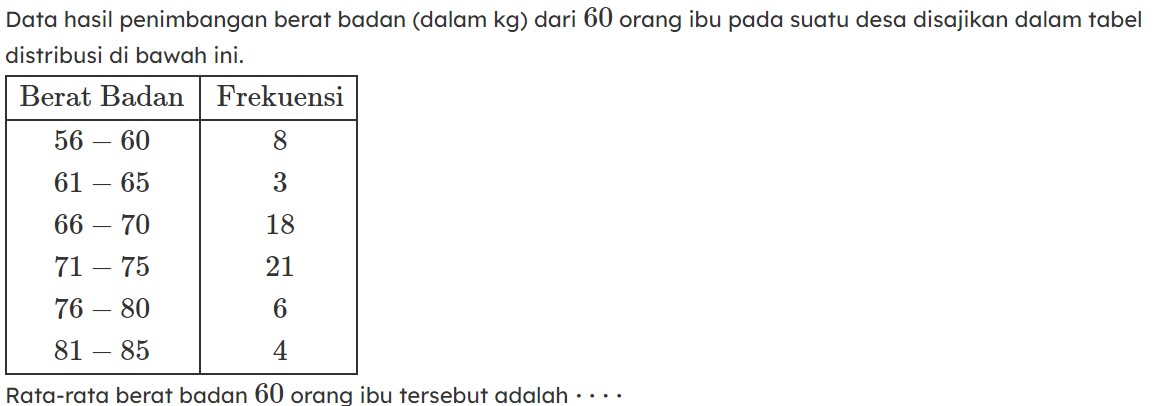 Data hasil penimbangan berat badan (dalam kg) dari 60 orang ibu pada suatu desa disajikan dalam tabel
distribusi di bawah ini.
Berat Badan Frekuensi
56 – 60 8
61 – 65 3
66 – 70 18
71 – 75 21
76 – 80 6
81 – 85 4
Rata-rata berat badan 60 orang ibu tersebut adalah ⋅⋅⋅⋅